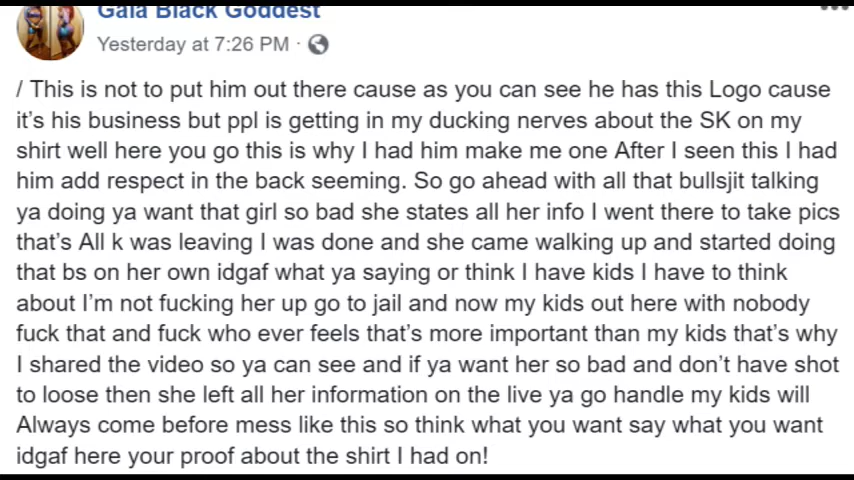 Gaia Black Goddest
Yesterday at 7:26 PM ·
/ This is not to put him out there cause as you can see he has this Logo cause
it's his business but ppl is getting in my ducking nerves about the SK on my
shirt well here you go this is why I had him make me one After I seen this I had
him add respect in the back seeming. So go ahead with all that bullsjit talking
ya doing ya want that girl so bad she states all her info I went there to take pics
that's All k was leaving I was done and she came walking up and started doing
that bs on her own idgaf what ya saying or think I have kids I have to think
about I'm not fucking her up go to jail and now my kids out here with nobody
fuck that and fuck who ever feels that's more important than my kids that's why
I shared the video so ya can see and if ya want her so bad and don't have shot
to loose then she left all her information on the live ya go handle my kids will
Always come before mess like this so think what you want say what you want
idgaf here your proof about the shirt I had on!